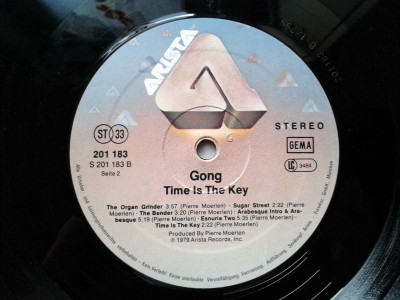 ARISTA
ST 33
STEREO
201 183
S 201 183 B
Seite 2
GEMA
LC 9484
Gong
Time Is The Key
The Organ Grinder 3:57 (Pierre Moerlen) · Sugar Street 2:22 (Pierre
Moerlen) · The Bender 3:20 (Pierre Moerlen) · Arabesque Intro & Ara-
besque 5:19 (Pierre Moerlen) · Esnuria Two 5:35 (Pierre Moerlen) ·
Time Is The Key 2:22 (Pierre Moerlen)
Produced By Pierre Moerlen
℗ 1979 Arista Records, Inc.